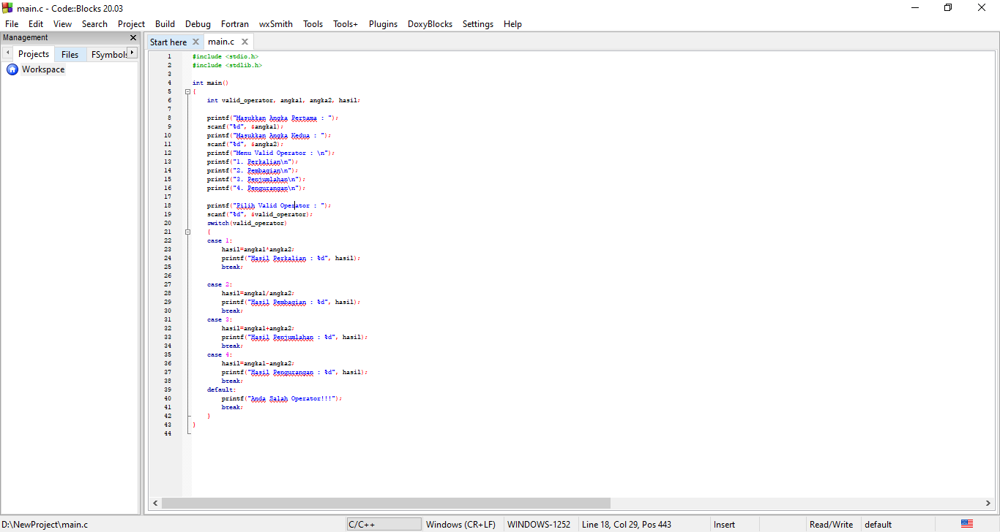 main.c - Code::Blocks 20.03
File Edit View Search Project Build Debug Fortran wxSmith Tools Tools+ Plugins DoxyBlocks Settings Help
Management
Projects Files FSymbols
Workspace
Start here main.c
1 #include <stdio.h>
2 #include <stdlib.h>
3
4 int main()
5 {
6 int valid_operator, angka1, angka2, hasil;
7
8 printf("Masukkan Angka Pertama : ");
9 scanf("%d", &angka1);
10 printf("Masukkan Angka Kedua : ");
11 scanf("%d", &angka2);
12 printf("Menu Valid Operator : \n");
13 printf("1. Perkalian\n");
14 printf("2. Pembagian\n");
15 printf("3. Penjumlahan\n");
16 printf("4. Pengurangan\n");
17
18 printf("Pilih Valid Operator : ");
19 scanf("%d", &valid_operator);
20 switch(valid_operator)
21 {
22 case 1:
23 hasil=angka1*angka2;
24 printf("Hasil Perkalian : %d", hasil);
25 break;
26
27 case 2:
28 hasil=angka1/angka2;
29 printf("Hasil Pembagian : %d", hasil);
30 break;
31 case 3:
32 hasil=angka1+angka2;
33 printf("Hasil Penjumlahan : %d", hasil);
34 break;
35 case 4:
36 hasil=angka1-angka2;
37 printf("Hasil Pengurangan : %d", hasil);
38 break;
39 default:
40 printf("Anda Salah Operator!!!");
41 break;
42 }
43 }
44
D:\NewProject\main.c C/C++ Windows (CR+LF) WINDOWS-1252 Line 18, Col 29, Pos 443 Insert Read/Write default